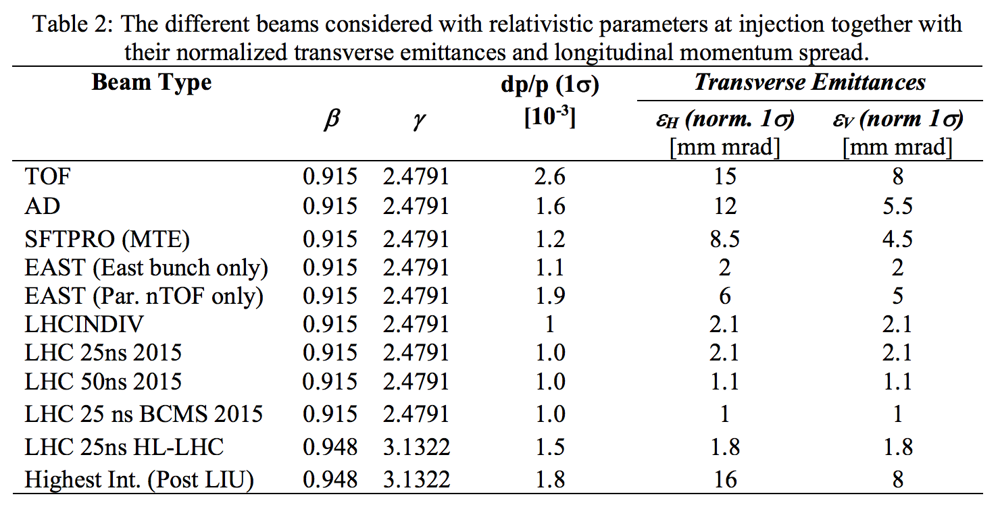 Table 2: The different beams considered with relativistic parameters at injection together with
their normalized transverse emittances and longitudinal momentum spread.
Beam Type β γ dp/p (1σ) [10⁻³] Transverse Emittances
εH (norm. 1σ) [mm mrad] εV (norm 1σ) [mm mrad]
TOF 0.915 2.4791 2.6 15 8
AD 0.915 2.4791 1.6 12 5.5
SFTPRO (MTE) 0.915 2.4791 1.2 8.5 4.5
EAST (East bunch only) 0.915 2.4791 1.1 2 2
EAST (Par. nTOF only) 0.915 2.4791 1.9 6 5
LHCINDIV 0.915 2.4791 1 2.1 2.1
LHC 25ns 2015 0.915 2.4791 1.0 2.1 2.1
LHC 50ns 2015 0.915 2.4791 1.0 1.1 1.1
LHC 25 ns BCMS 2015 0.915 2.4791 1.0 1 1
LHC 25ns HL-LHC 0.948 3.1322 1.5 1.8 1.8
Highest Int. (Post LIU) 0.948 3.1322 1.8 16 8